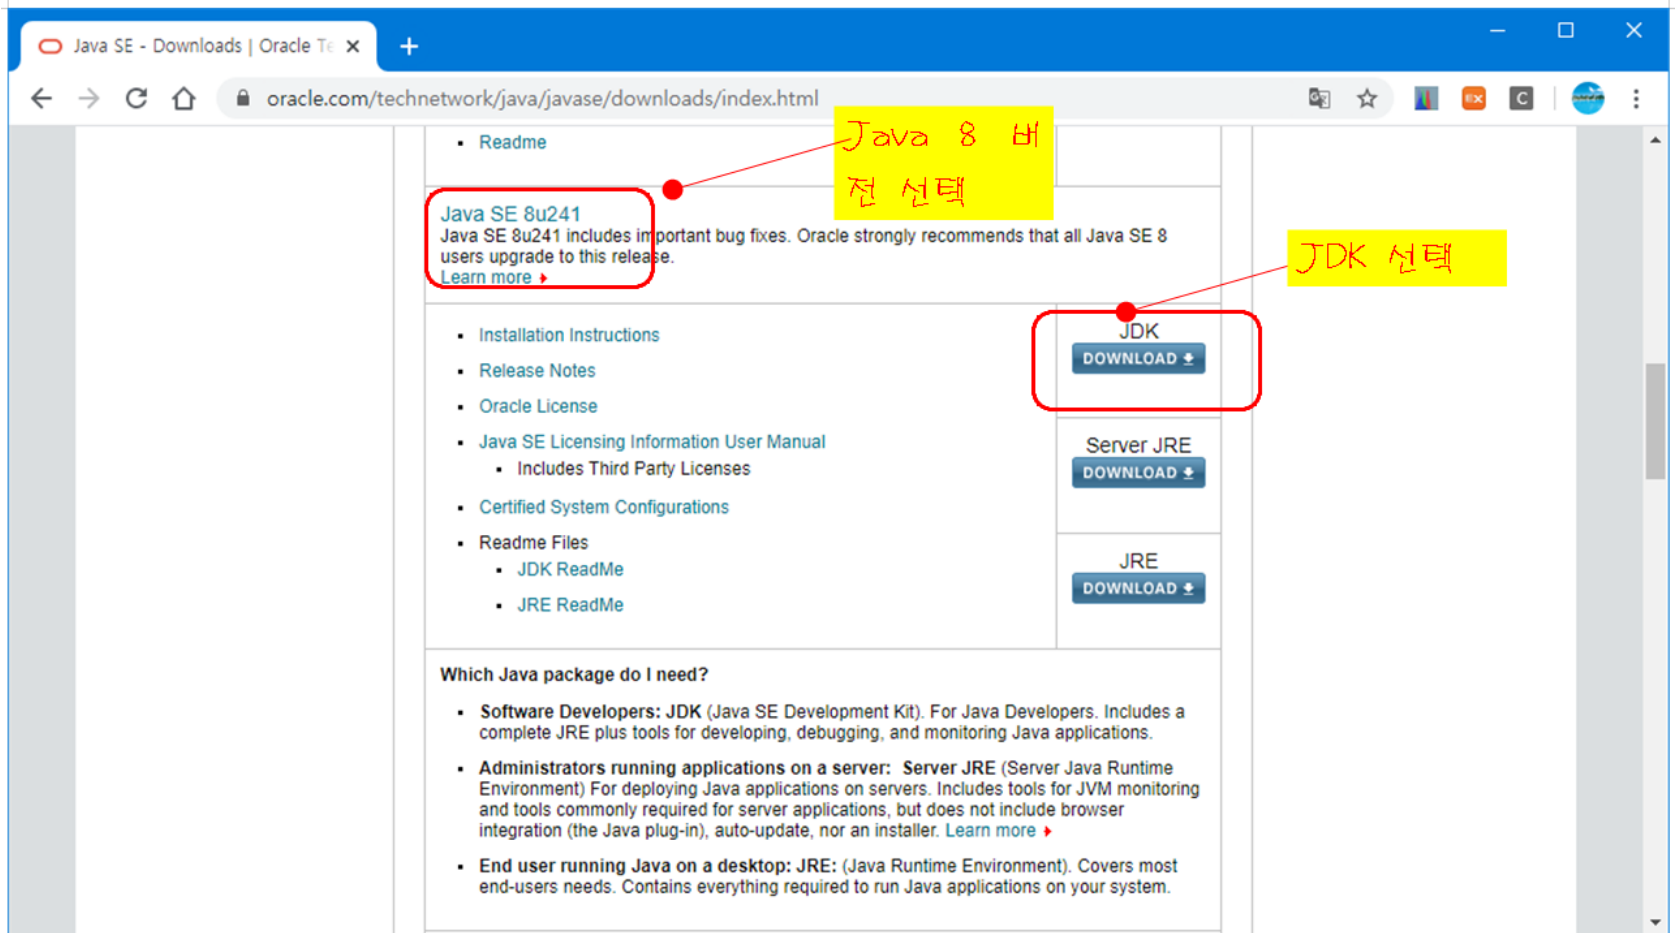 Java SE - Downloads | Oracle Te
oracle.com/technetwork/java/javase/downloads/index.html
EX
C
Readme
Java 8 버
전 선택
Java SE 8u241
Java SE 8u241 includes important bug fixes. Oracle strongly recommends that all Java SE 8
users upgrade to this release.
Learn more
JDK 선택
Installation Instructions
Release Notes
Oracle License
Java SE Licensing Information User Manual
Includes Third Party Licenses
Certified System Configurations
Readme Files
JDK ReadMe
JRE ReadMe
JDK
DOWNLOAD
Server JRE
DOWNLOAD
JRE
DOWNLOAD
Which Java package do I need?
Software Developers: JDK (Java SE Development Kit). For Java Developers. Includes a
complete JRE plus tools for developing, debugging, and monitoring Java applications.
Administrators running applications on a server: Server JRE (Server Java Runtime
Environment) For deploying Java applications on servers. Includes tools for JVM monitoring
and tools commonly required for server applications, but does not include browser
integration (the Java plug-in), auto-update, nor an installer. Learn more
End user running Java on a desktop: JRE: (Java Runtime Environment). Covers most
end-users needs. Contains everything required to run Java applications on your system.